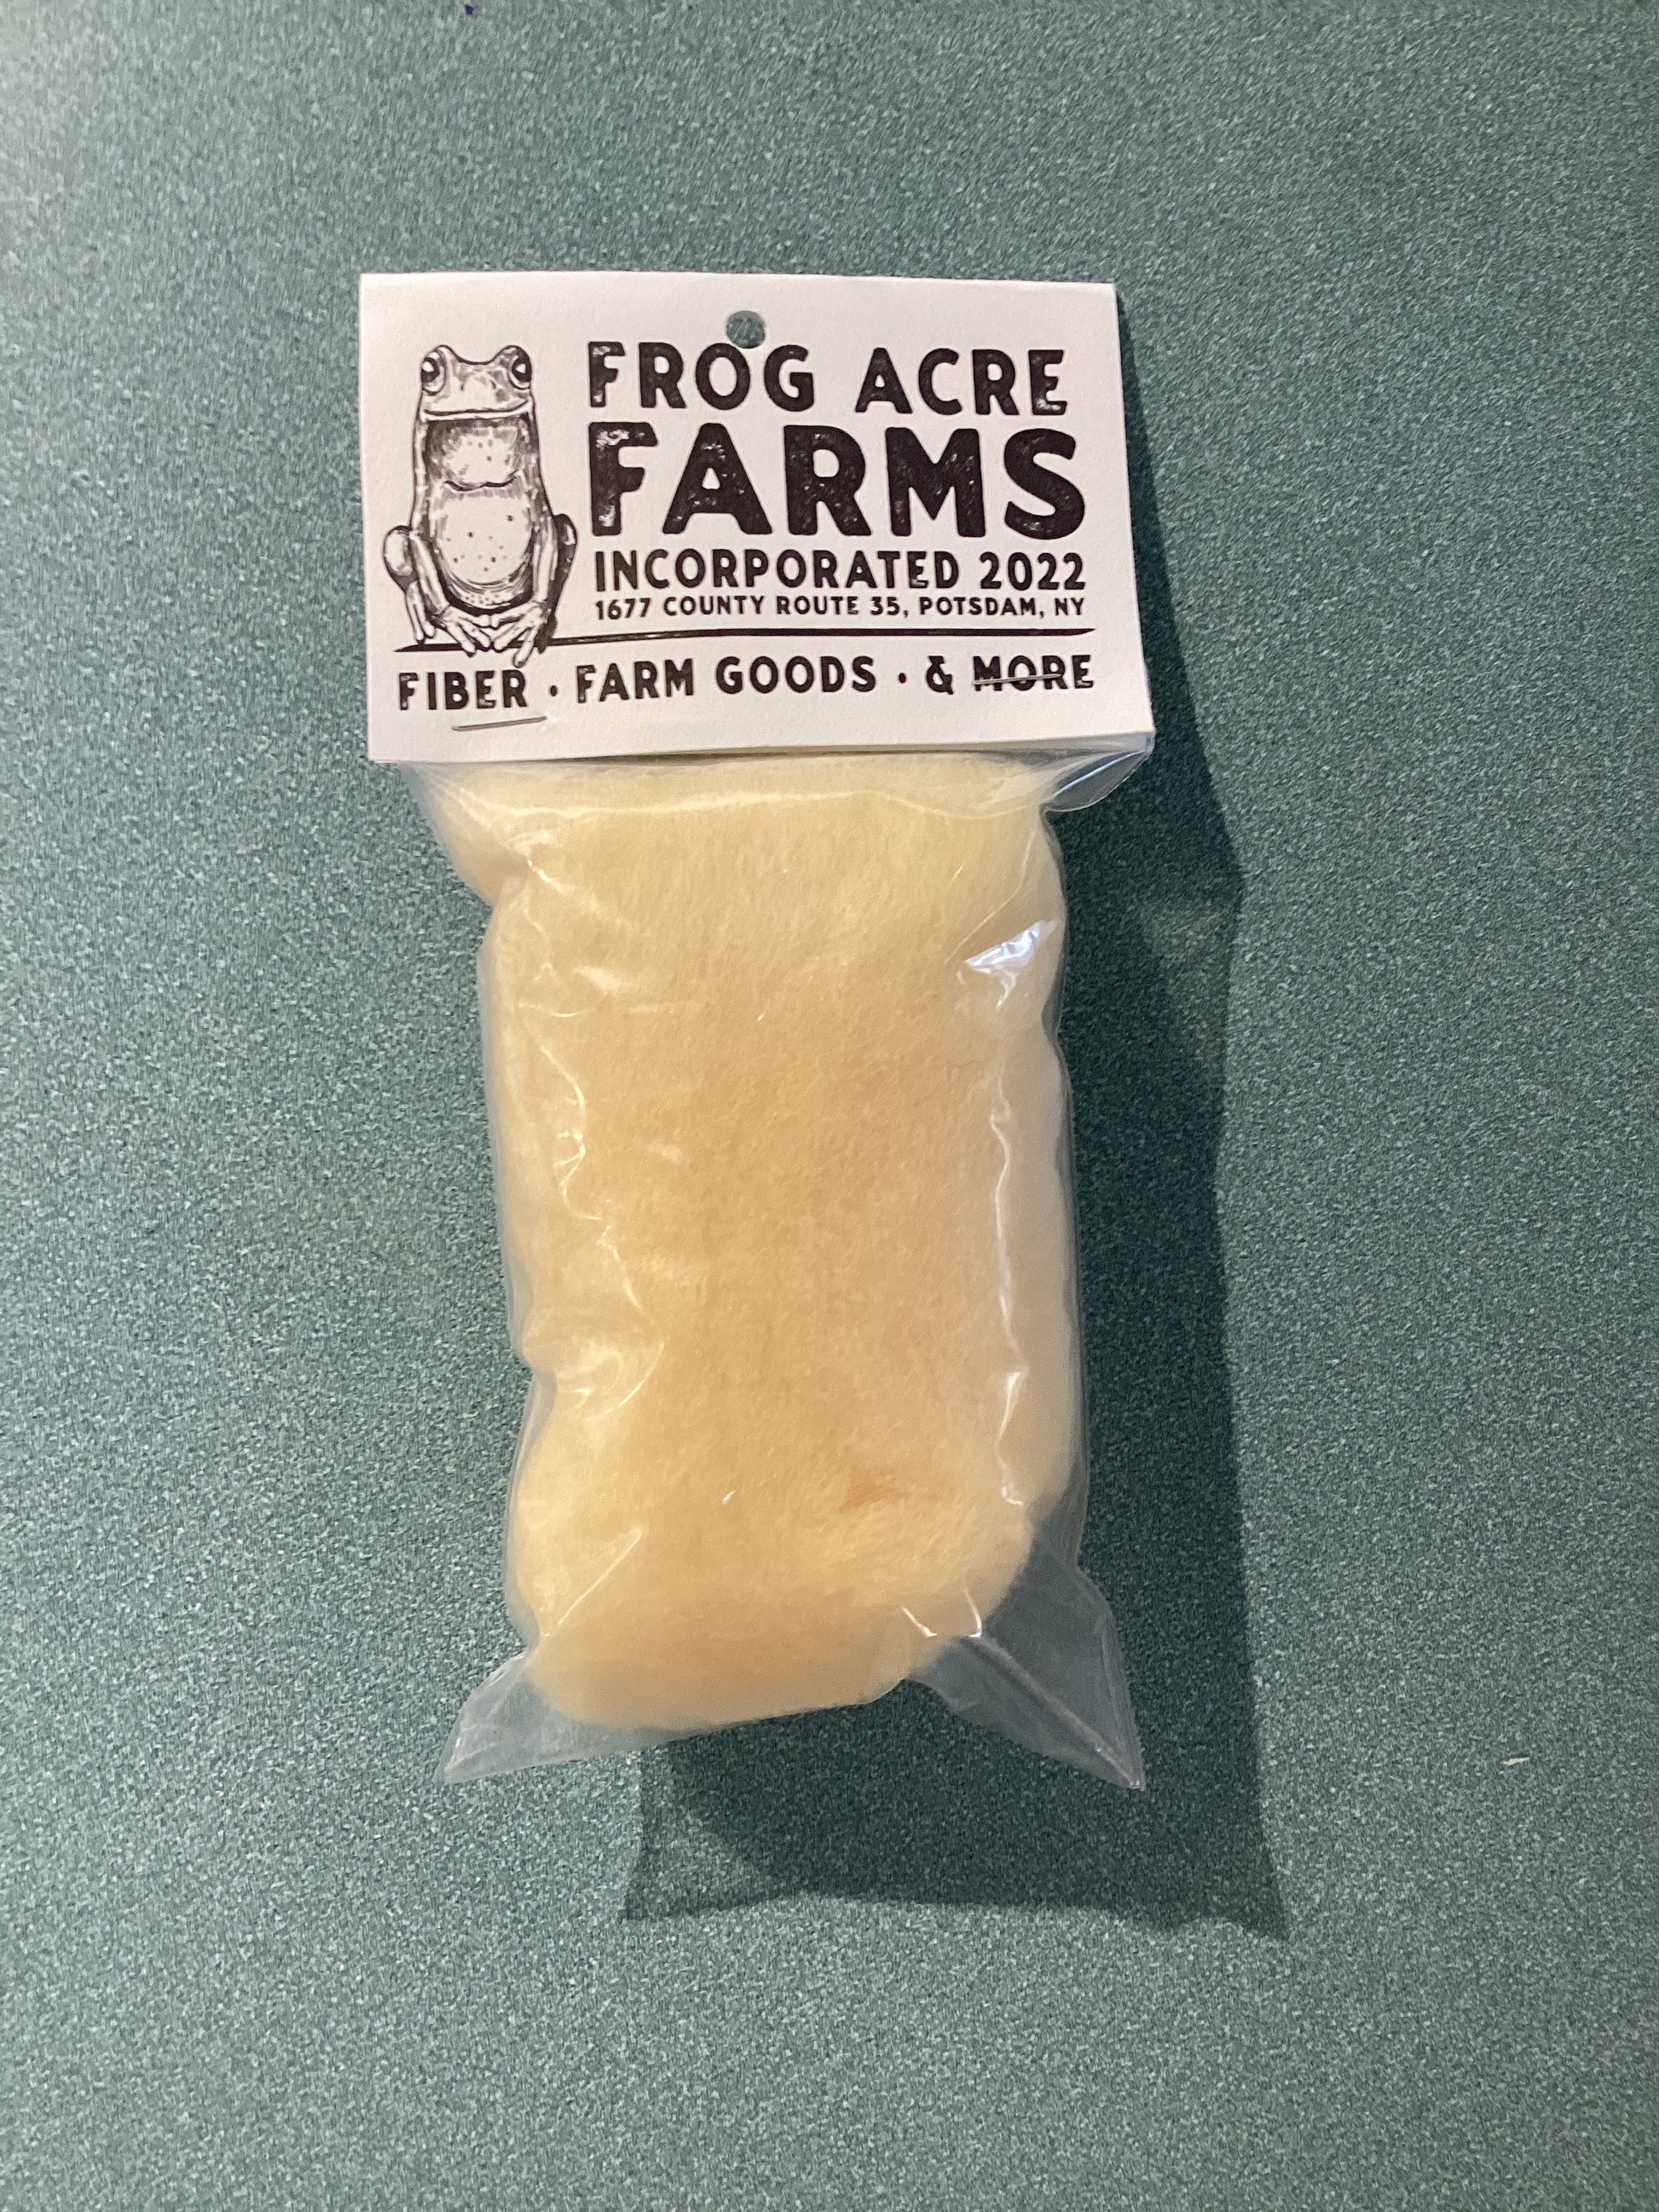 FROG ACRE
FARMS
INCORPORATED 2022
1677 COUNTY ROUTE 35, POTSDAM, NY
FIBER · FARM GOODS · & MORE